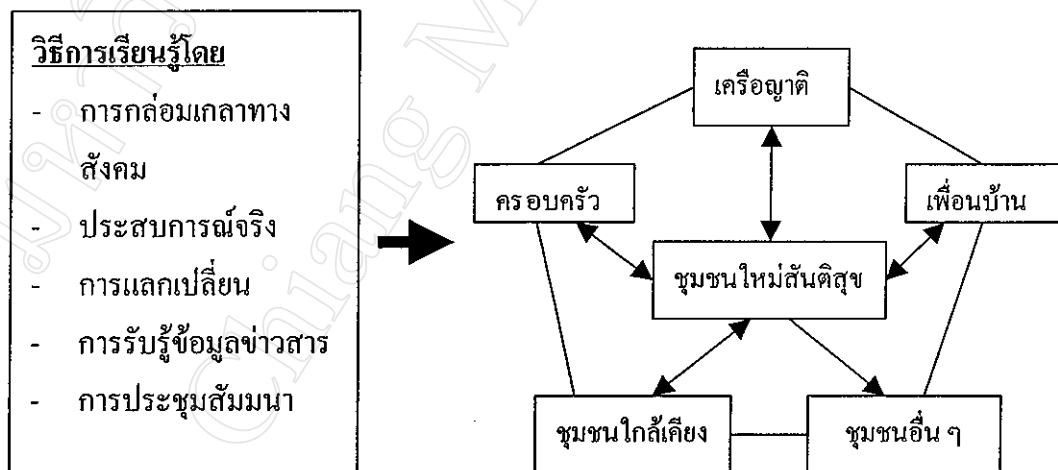 วิธีการเรียนรู้โดย
- การกล่อมเกลาทาง
สังคม
- ประสบการณ์จริง
- การแลกเปลี่ยน
- การรับรู้ข้อมูลข่าวสาร
- การประชุมสัมมนา
เครือญาติ
ครอบครัว
เพื่อนบ้าน
ชุมชนใหม่สันติสุข
ชุมชนใกล้เคียง
ชุมชนอื่น ๆ
Chiang M